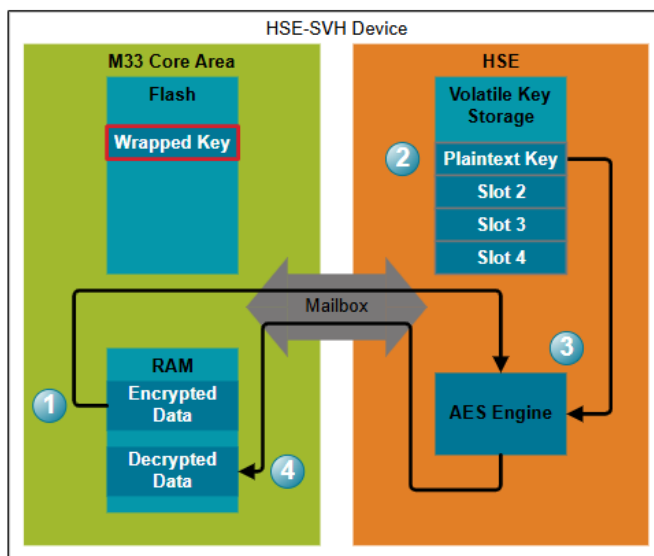 HSE-SVH Device
M33 Core Area
Flash
Wrapped Key
HSE
Volatile Key
Storage
2
Plaintext Key
Slot 2
Slot 3
Slot 4
Mailbox
3
RAM
1
Encrypted
Data
Decrypted
Data
4
AES Engine